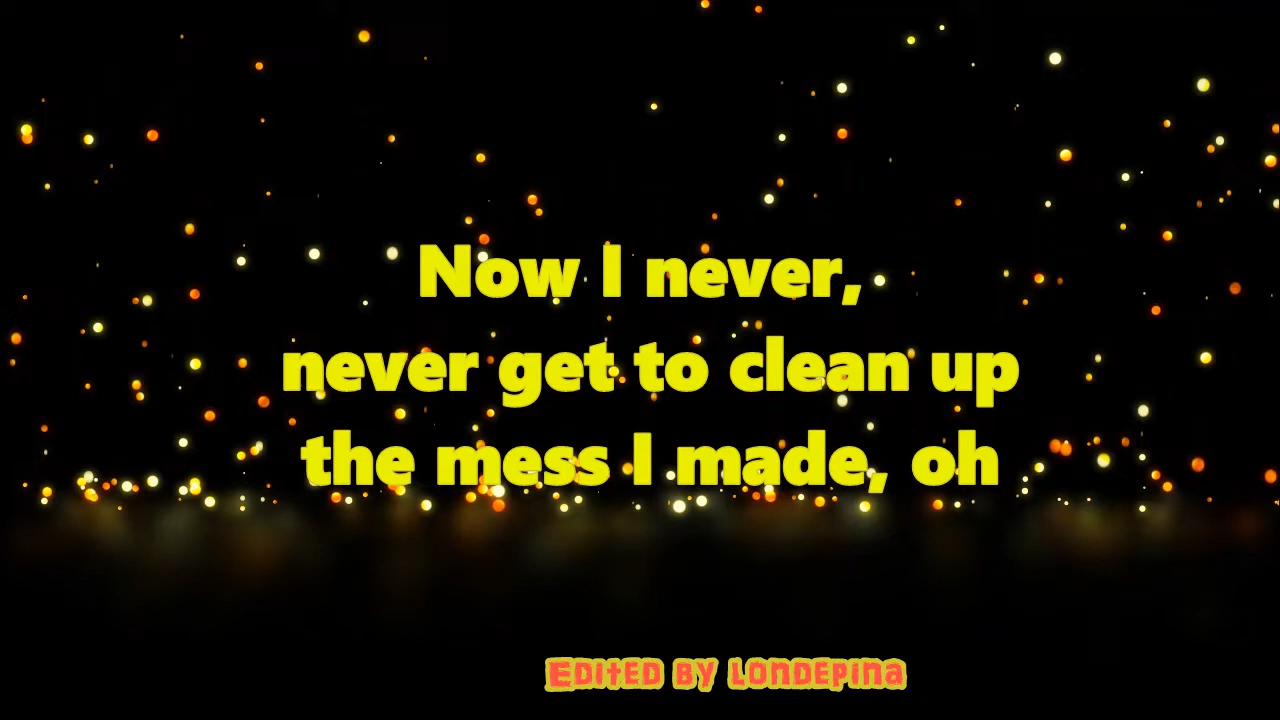 Now I never,
never get to clean up
the mess I made, oh
Edited by Londepina